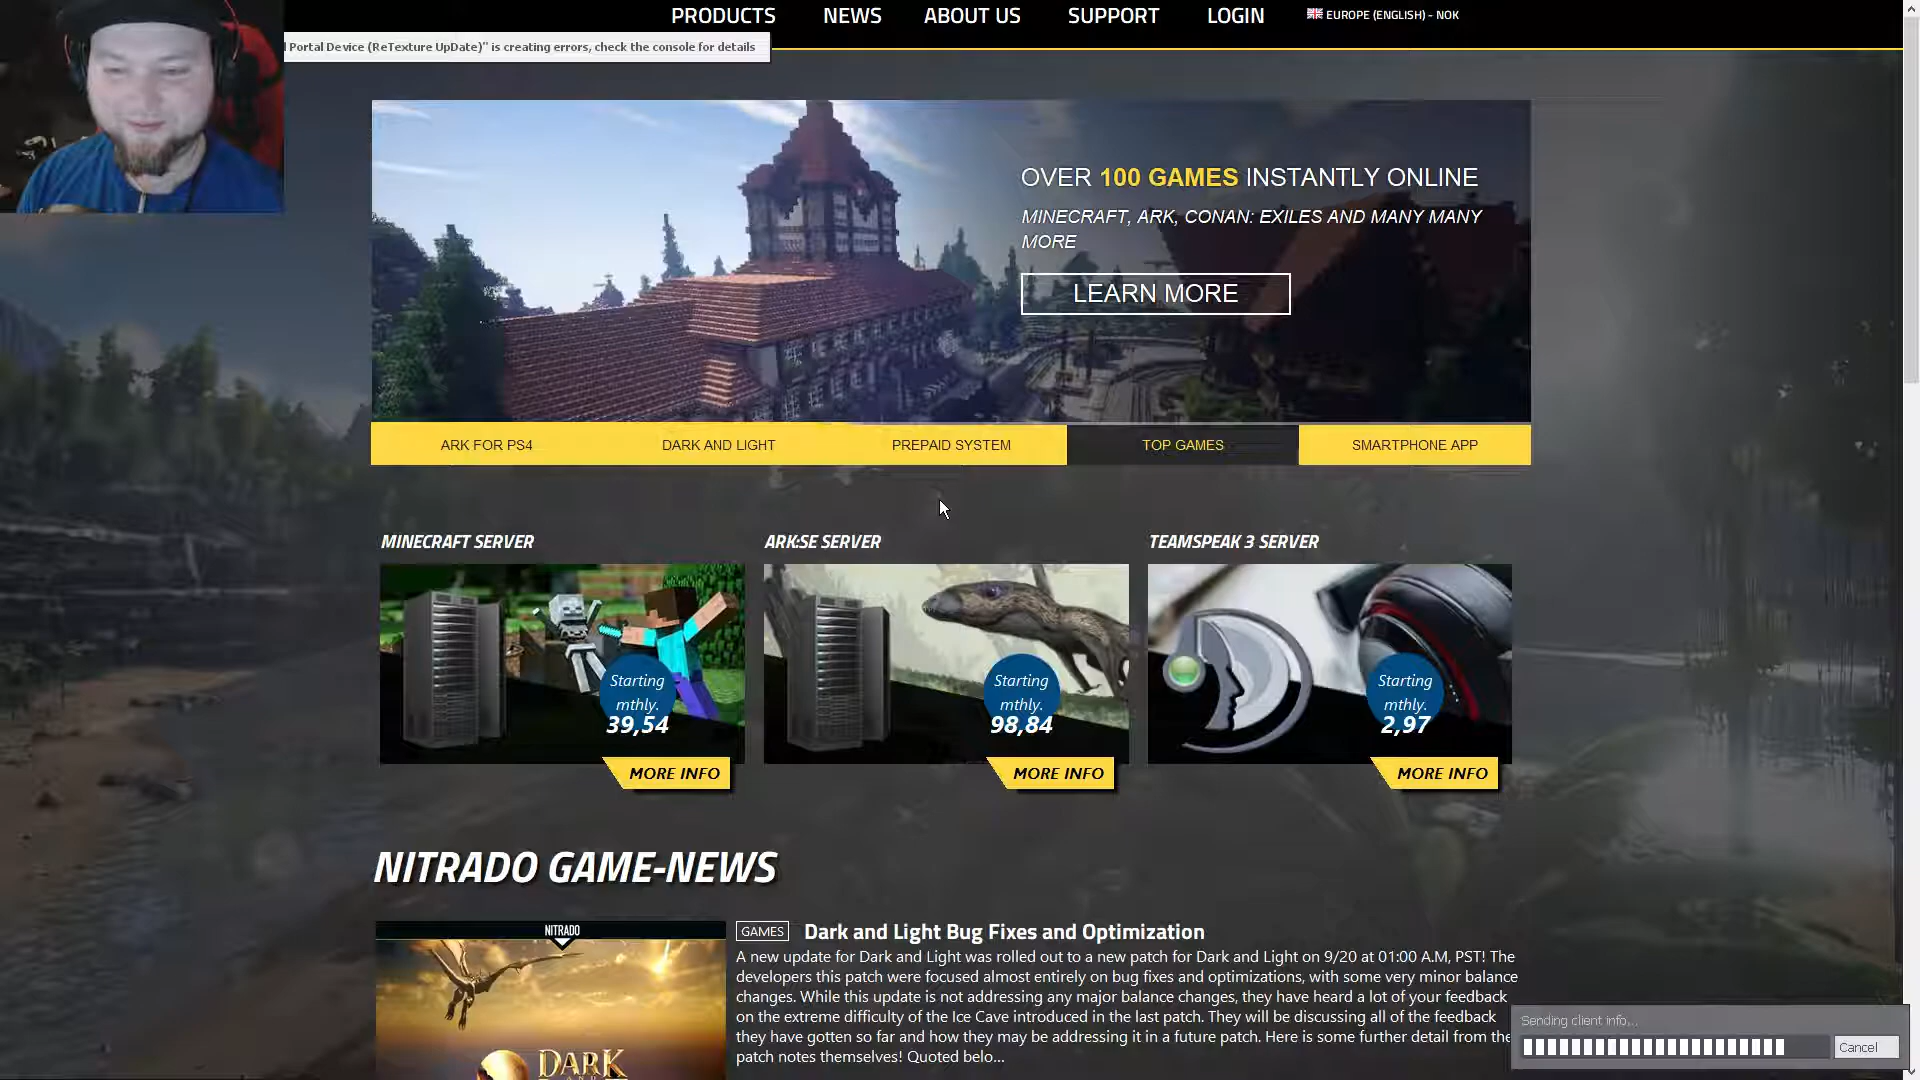 PRODUCTS NEWS ABOUT US SUPPORT LOGIN EUROPE (ENGLISH) - NOK
Portal Device (ReTexture UpDate)" is creating errors, check the console for details
OVER 100 GAMES INSTANTLY ONLINE
MINECRAFT, ARK, CONAN: EXILES AND MANY MANY
MORE
LEARN MORE
ARK FOR PS4 DARK AND LIGHT PREPAID SYSTEM TOP GAMES SMARTPHONE APP
MINECRAFT SERVER
Starting
mthly.
39,54
MORE INFO
ARK:SE SERVER
Starting
mthly.
98,84
MORE INFO
TEAMSPEAK 3 SERVER
Starting
mthly.
2,97
MORE INFO
NITRADO GAME-NEWS
NITRADO
DARK
AND
GAMES Dark and Light Bug Fixes and Optimization
A new update for Dark and Light was rolled out to a new patch for Dark and Light on 9/20 at 01:00 A.M, PST! The
developers this patch were focused almost entirely on bug fixes and optimizations, with some very minor balance
changes. While this update is not addressing any major balance changes, they have heard a lot of your feedback
on the extreme difficulty of the Ice Cave introduced in the last patch. They will be discussing all of the feedback
they have gotten so far and how they may be addressing it in a future patch. Here is some further detail from the
patch notes themselves! Quoted belo...
Sending client info...
Cancel